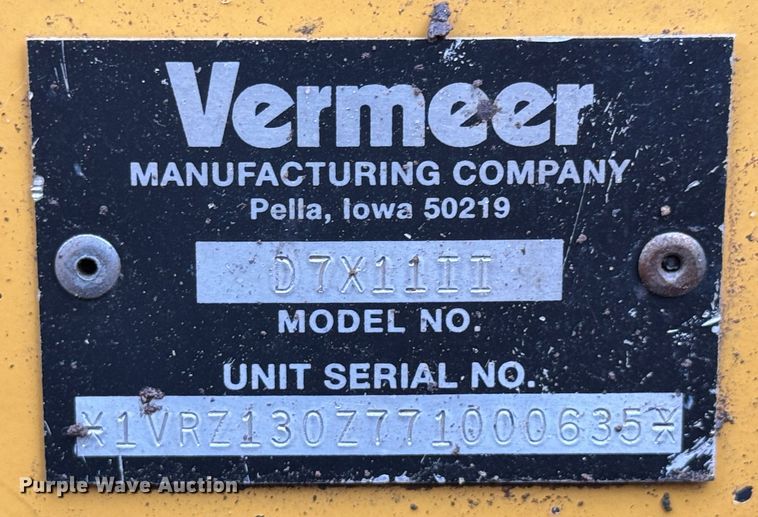 Vermeer
MANUFACTURING COMPANY
Pella, Iowa 50219
D7X11II
MODEL NO.
UNIT SERIAL NO.
*1VRZ130Z771000635*
Purple Wave Auction